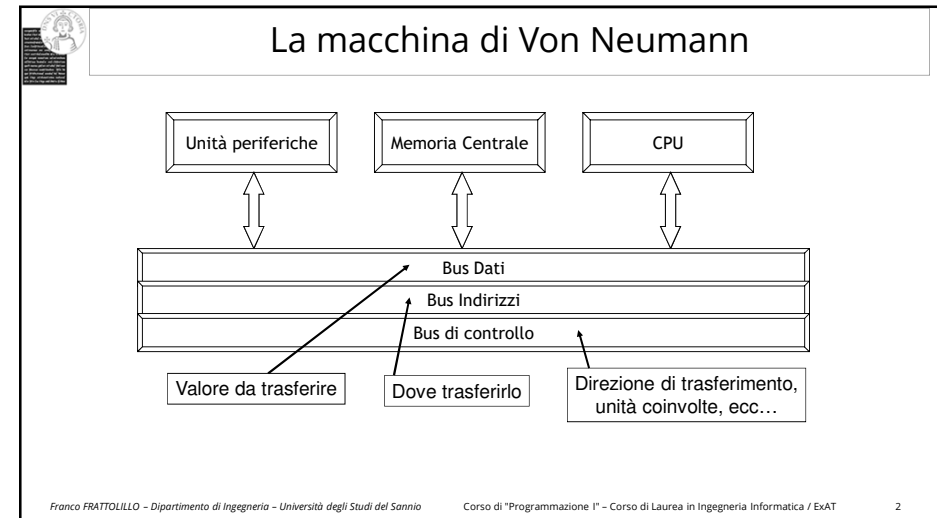 La macchina di Von Neumann
Unità periferiche
Memoria Centrale
CPU
Bus Dati
Bus Indirizzi
Bus di controllo
Valore da trasferire
Dove trasferirlo
Direzione di trasferimento,
unità coinvolte, ecc…
Franco FRATTOLILLO – Dipartimento di Ingegneria – Università degli Studi del Sannio
Corso di "Programmazione I" – Corso di Laurea in Ingegneria Informatica / ExAT
2